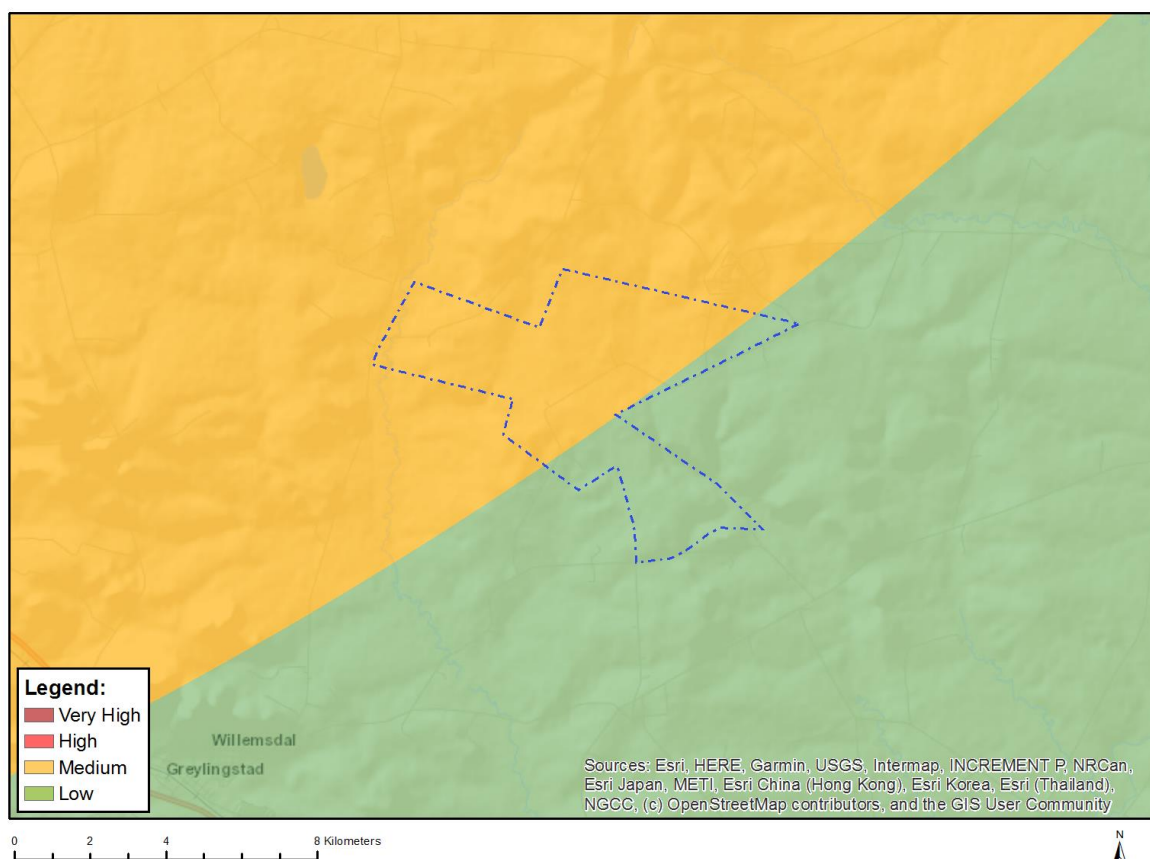 Legend:
Very High
High
Medium
Low
Willemsdal
Greylingstad
Sources: Esri, HERE, Garmin, USGS, Intermap, INCREMENT P, NRCan,
Esri Japan, METI, Esri China (Hong Kong), Esri Korea, Esri (Thailand),
NGCC, (c) OpenStreetMap contributors, and the GIS User Community
0 2 4 8 Kilometers
N